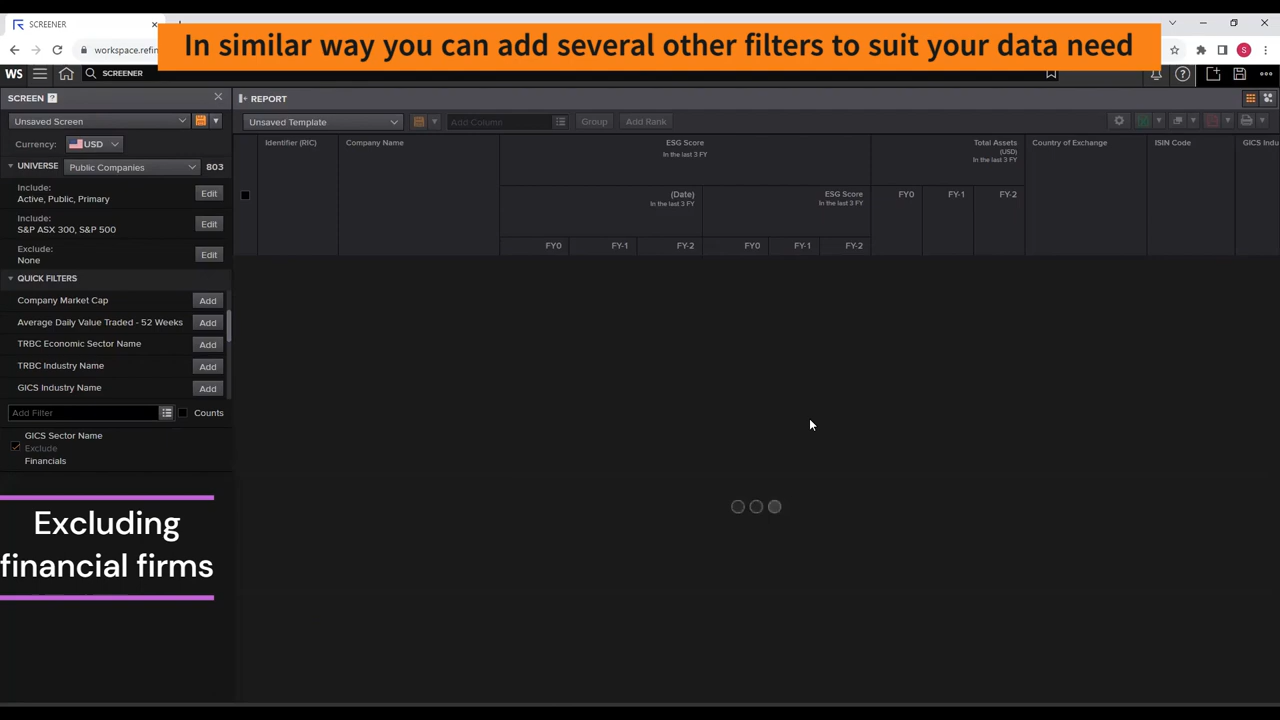 SCREENER
In similar way you can add several other filters to suit your data need
workspace.refin
S
WS
SCREENER
SCREEN ?
REPORT
Unsaved Screen
Unsaved Template
Add Column
Group
Add Rank
Currency:
USD
UNIVERSE
Public Companies
803
Include:
Active, Public, Primary
Edit
Include:
S&P ASX 300, S&P 500
Edit
Exclude:
None
Edit
QUICK FILTERS
Company Market Cap
Add
Average Daily Value Traded - 52 Weeks
Add
TRBC Economic Sector Name
Add
TRBC Industry Name
Add
GICS Industry Name
Add
Add Filter
Counts
GICS Sector Name
Exclude
Financials
Excluding
financial firms
Identifier (RIC)
Company Name
ESG Score
In the last 3 FY
Total Assets
(USD)
In the last 3 FY
Country of Exchange
ISIN Code
GICS Indu
(Date)
In the last 3 FY
ESG Score
In the last 3 FY
FY0
FY-1
FY-2
FY0
FY-1
FY-2
FY0
FY-1
FY-2